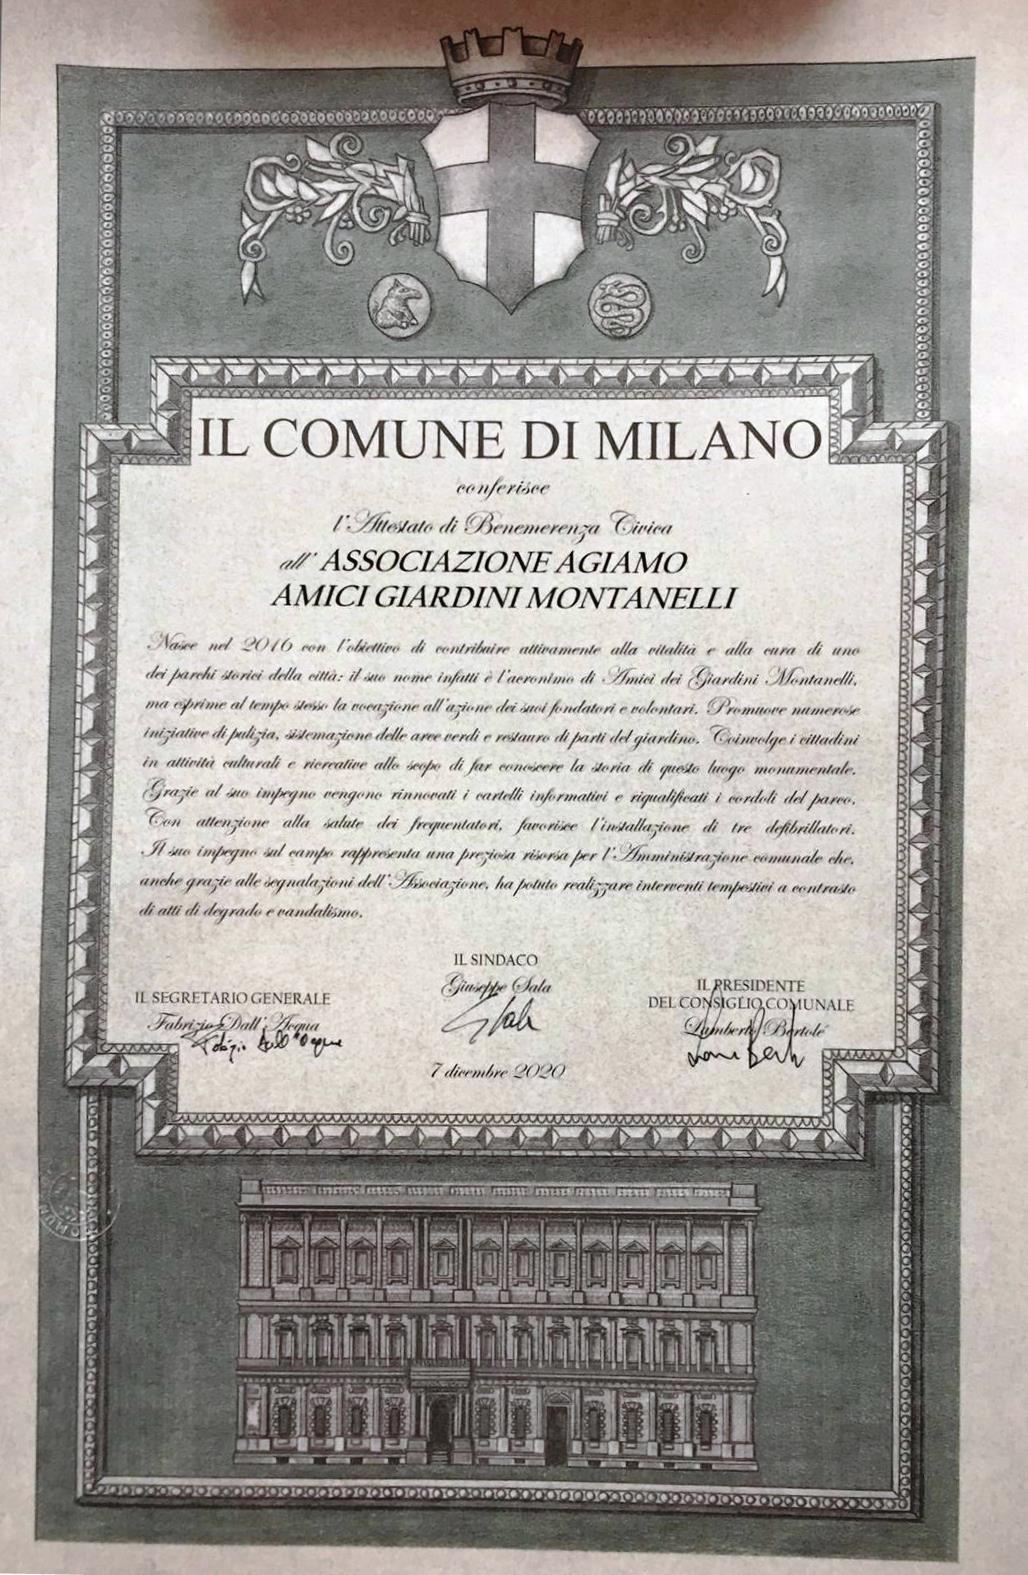 IL COMUNE DI MILANO
conferisce
l'Attestato di Benemerenza Civica
all' ASSOCIAZIONE AGIAMO
AMICI GIARDINI MONTANELLI
Nasce nel 2016 con l'obiettivo di contribuire attivamente alla vitalità e alla cura di uno
dei parchi storici della città: il suo nome infatti è l'acronimo di Amici dei Giardini Montanelli,
ma esprime al tempo stesso la vocazione all'azione dei suoi fondatori e volontari. Promuove numerose
iniziative di pulizia, sistemazione delle aree verdi e restauro di parti del giardino. Coinvolge i cittadini
in attività culturali e ricreative allo scopo di far conoscere la storia di questo luogo monumentale.
Grazie al suo impegno vengono rinnovati i cartelli informativi e riqualificati i cordoli del parco.
Con attenzione alla salute dei frequentatori, favorisce l'installazione di tre defibrillatori.
Il suo impegno sul campo rappresenta una preziosa risorsa per l'Amministrazione comunale che,
anche grazie alle segnalazioni dell'Associazione, ha potuto realizzare interventi tempestivi a contrasto
di atti di degrado e vandalismo.
IL SEGRETARIO GENERALE
Fabrizio Dall'Acqua
Fabrizio Dall'Acqua
IL SINDACO
Giuseppe Sala
Sala
IL PRESIDENTE
DEL CONSIGLIO COMUNALE
Lamberto Bertolé
7 dicembre 2020